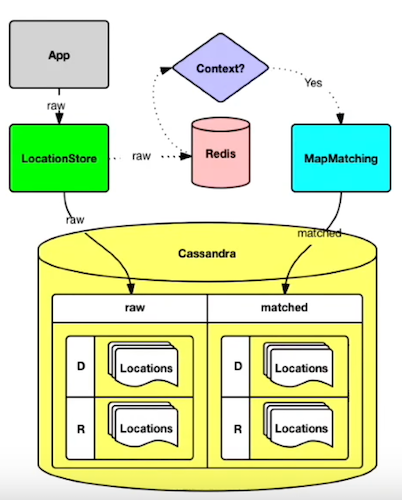 App
Context?
raw
Yes
LocationStore
raw
Redis
MapMatching
raw
matched
Cassandra
raw
matched
D
Locations
D
Locations
R
Locations
R
Locations